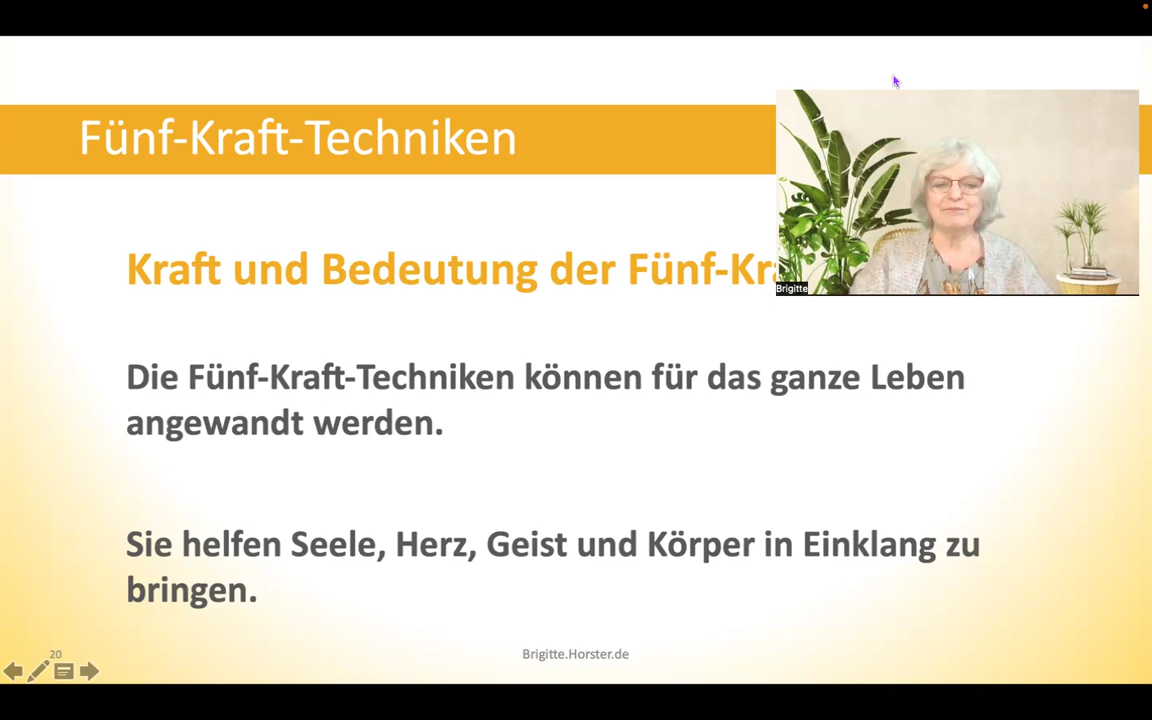 Fünf-Kraft-Techniken
Kraft und Bedeutung der Fünf-Kr
Brigitte
Die Fünf-Kraft-Techniken können für das ganze Leben
angewandt werden.
Sie helfen Seele, Herz, Geist und Körper in Einklang zu
bringen.
20
Brigitte.Horster.de